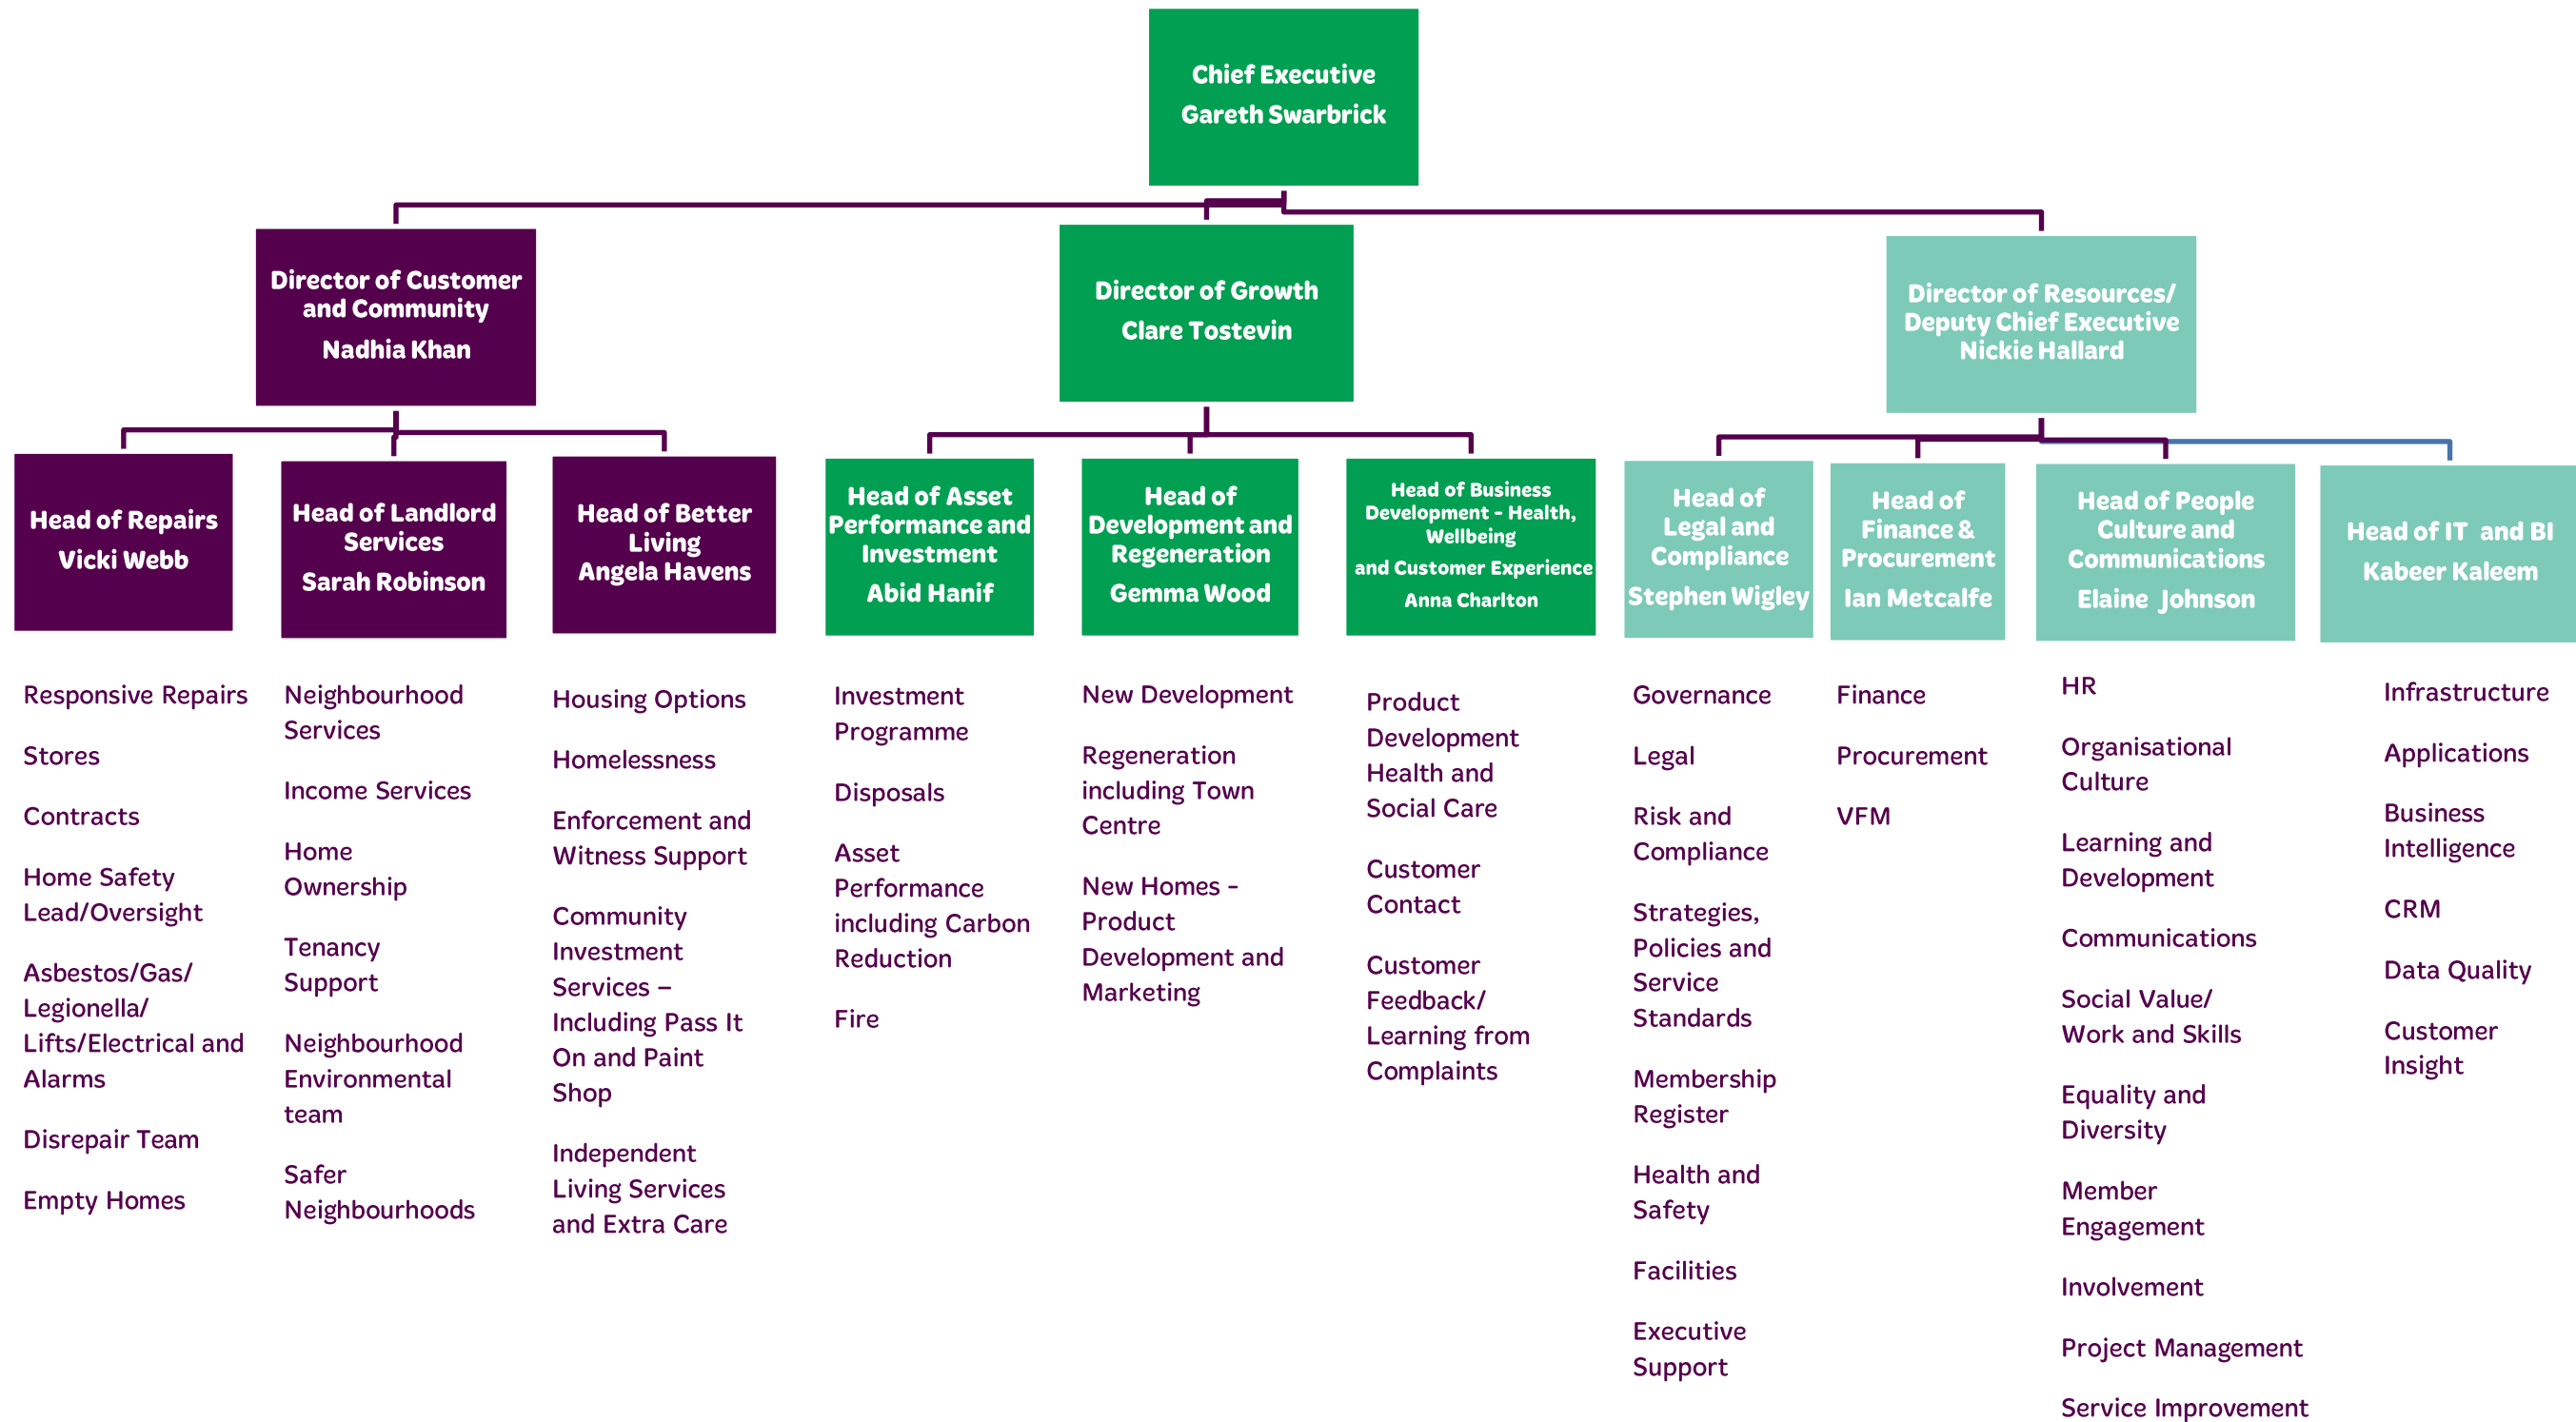 Chief Executive
Gareth Swarbrick
Director of Customer
and Community
Nadhia Khan
Director of Growth
Clare Tostevin
Director of Resources/
Deputy Chief Executive
Nickie Hallard
Head of Repairs
Vicki Webb
Head of Landlord
Services
Sarah Robinson
Head of Better
Living
Angela Havens
Head of Asset
Performance and
Investment
Abid Hanif
Head of
Development and
Regeneration
Gemma Wood
Head of Business
Development - Health,
Wellbeing
and Customer Experience
Anna Charlton
Head of
Legal and
Compliance
Stephen Wigley
Head of
Finance &
Procurement
Ian Metcalfe
Head of People
Culture and
Communications
Elaine Johnson
Head of IT and BI
Kabeer Kaleem
Responsive Repairs
Stores
Contracts
Home Safety
Lead/Oversight
Asbestos/Gas/
Legionella/
Lifts/Electrical and
Alarms
Disrepair Team
Empty Homes
Neighbourhood
Services
Income Services
Home
Ownership
Tenancy
Support
Neighbourhood
Environmental
team
Safer
Neighbourhoods
Housing Options
Homelessness
Enforcement and
Witness Support
Community
Investment
Services –
Including Pass It
On and Paint
Shop
Independent
Living Services
and Extra Care
Investment
Programme
Disposals
Asset
Performance
including Carbon
Reduction
Fire
New Development
Regeneration
including Town
Centre
New Homes -
Product
Development and
Marketing
Product
Development
Health and
Social Care
Customer
Contact
Customer
Feedback/
Learning from
Complaints
Governance
Legal
Risk and
Compliance
Strategies,
Policies and
Service
Standards
Membership
Register
Health and
Safety
Facilities
Executive
Support
Finance
Procurement
VFM
HR
Organisational
Culture
Learning and
Development
Communications
Social Value/
Work and Skills
Equality and
Diversity
Member
Engagement
Involvement
Project Management
Service Improvement
Infrastructure
Applications
Business
Intelligence
CRM
Data Quality
Customer
Insight